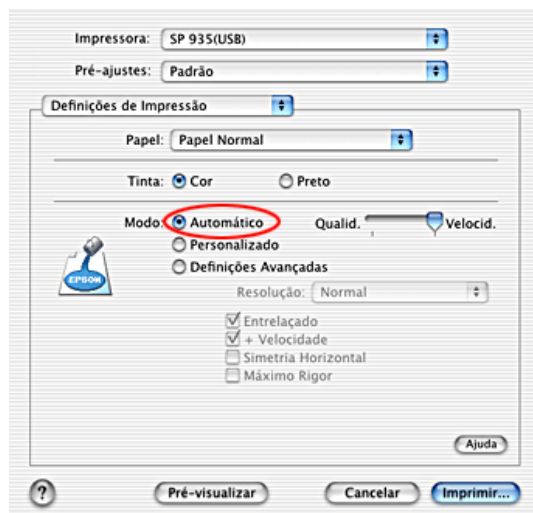 Impressora: SP 935(USB)
Pré-ajustes: Padrão
Definições de Impressão
Papel: Papel Normal
Tinta: Cor Preto
Modo: Automático Qualid. Velocid.
Personalizado
Definições Avançadas
EPSON
Resolução: Normal
Entrelaçado
+ Velocidade
Simetria Horizontal
Máximo Rigor
Ajuda
? Pré-visualizar Cancelar Imprimir...